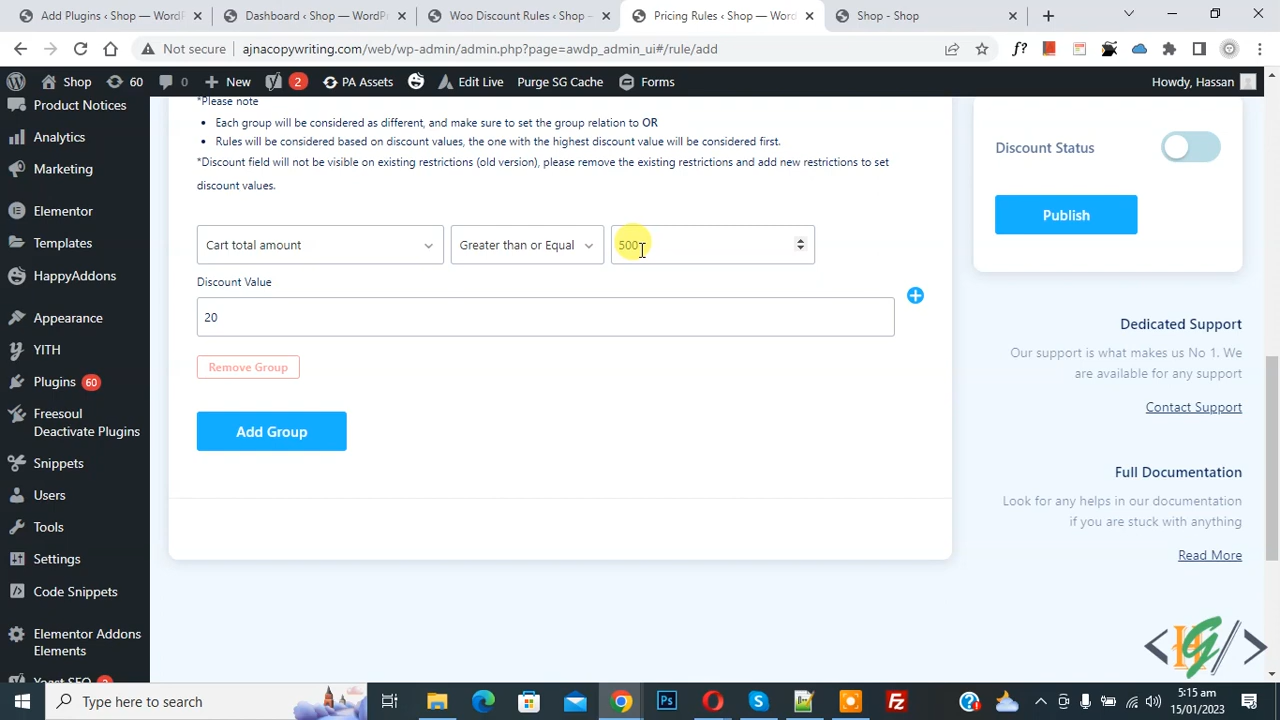 Add Plugins ‹ Shop — WordP
Dashboard ‹ Shop — WordPr
Woo Discount Rules ‹ Shop –
Pricing Rules ‹ Shop — Word
Shop - Shop
Not secure
ajnacopywriting.com/web/wp-admin/admin.php?page=awdp_admin_ui#/rule/add
Shop
60
0
New
2
PA Assets
Edit Live
Purge SG Cache
Forms
Howdy, Hassan
Product Notices
Analytics
Marketing
Elementor
Templates
HappyAddons
Appearance
YITH
Plugins 60
Freesoul
Deactivate Plugins
Snippets
Users
Tools
Settings
Code Snippets
Elementor Addons
Elements
Yoast SEO 2
*Please note
Each group will be considered as different, and make sure to set the group relation to OR
Rules will be considered based on discount values, the one with the highest discount value will be considered first.
*Discount field will not be visible on existing restrictions (old version), please remove the existing restrictions and add new restrictions to set
discount values.
Cart total amount
Greater than or Equal
500
Discount Value
20
Remove Group
Add Group
Discount Status
Publish
Dedicated Support
Our support is what makes us No 1. We
are available for any support
Contact Support
Full Documentation
Look for any helps in our documentation
if you are stuck with anything
Read More
Type here to search
5:15 am
15/01/2023